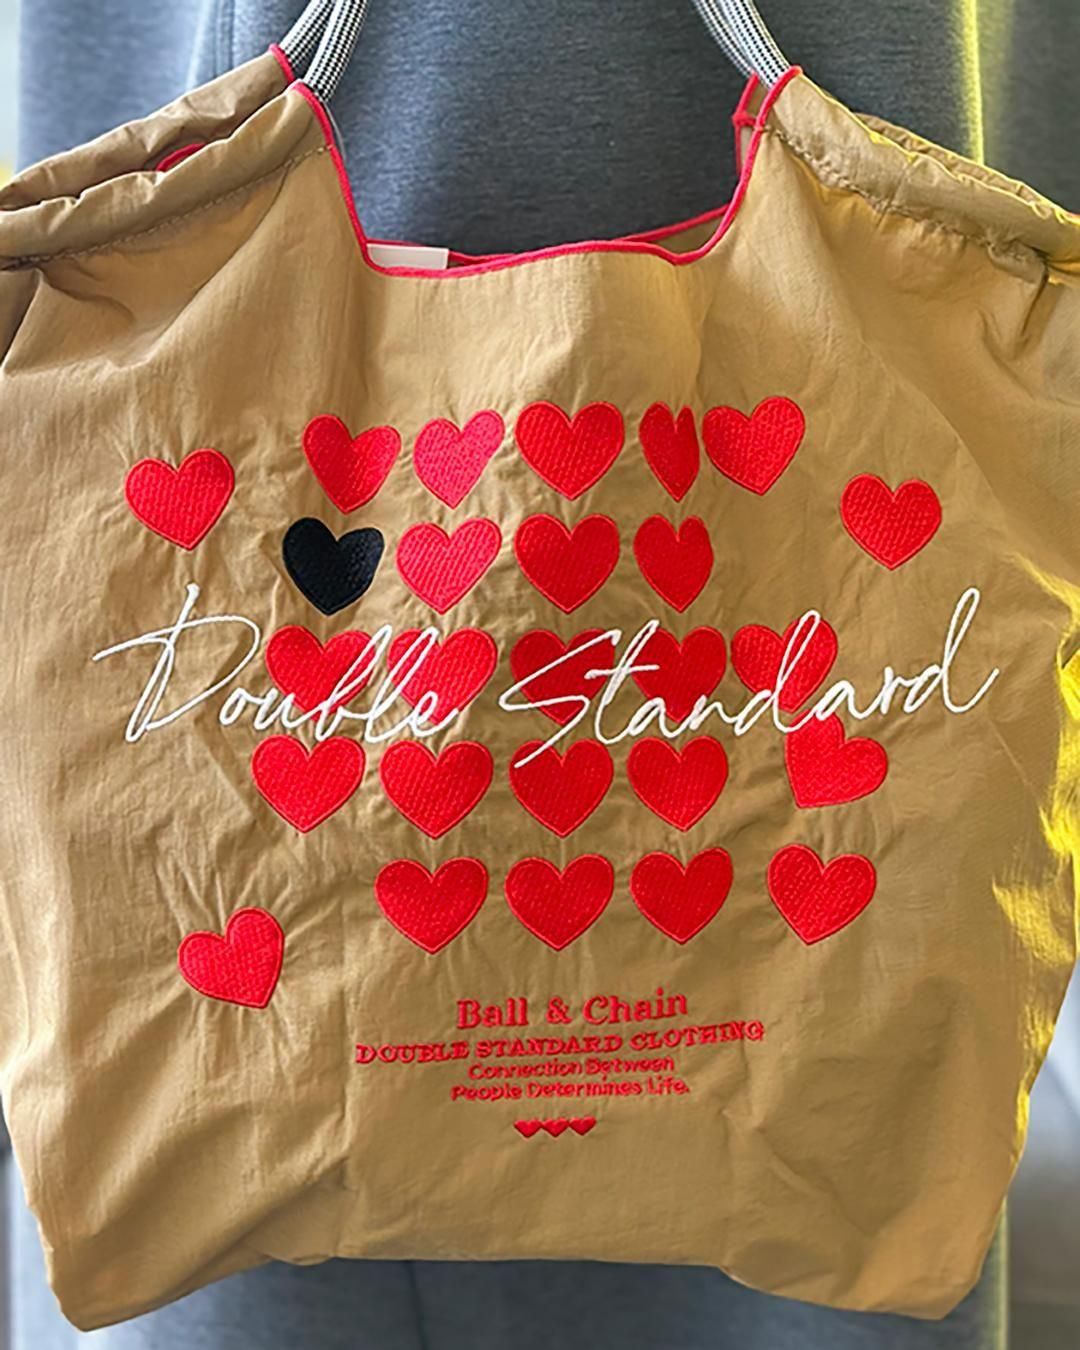 Double Standard
Ball & Chain
DOUBLE STANDARD CLOTHING
Connection Between
People Determines Life.